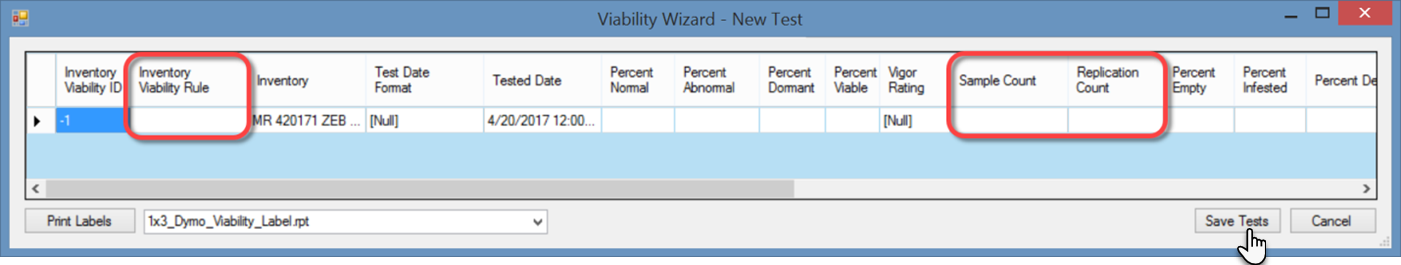 Viability Wizard - New Test
Inventory Viability ID Inventory Viability Rule Inventory Test Date Format Tested Date Percent Normal Percent Abnormal Percent Dormant Percent Viable Vigor Rating Sample Count Replication Count Percent Empty Percent Infested Percent De
-1 MR 420171 ZEB ... [Null] 4/20/2017 12:00... [Null]
Print Labels 1x3_Dymo_Viability_Label.rpt Save Tests Cancel